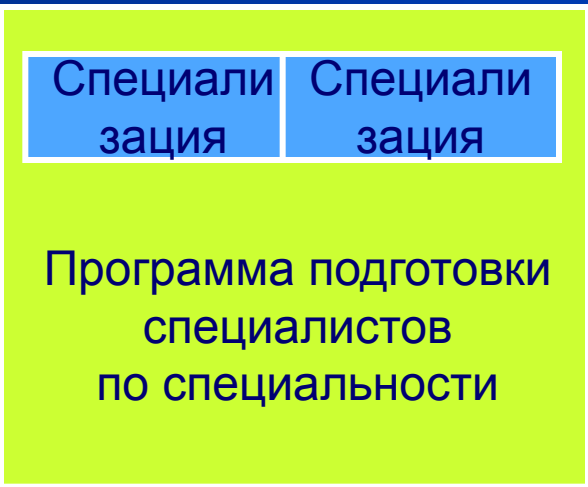 Специали Специали
зация зация
Программа подготовки
специалистов
по специальности